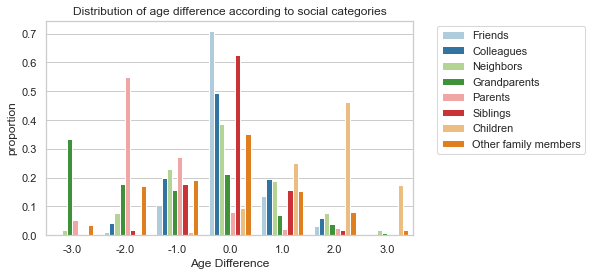 Distribution of age difference according to social categories
proportion
0.7
0.6
0.5
0.4
0.3
0.2
0.1
0.0
-3.0 -2.0 -1.0 0.0 1.0 2.0 3.0
Age Difference
Friends
Colleagues
Neighbors
Grandparents
Parents
Siblings
Children
Other family members